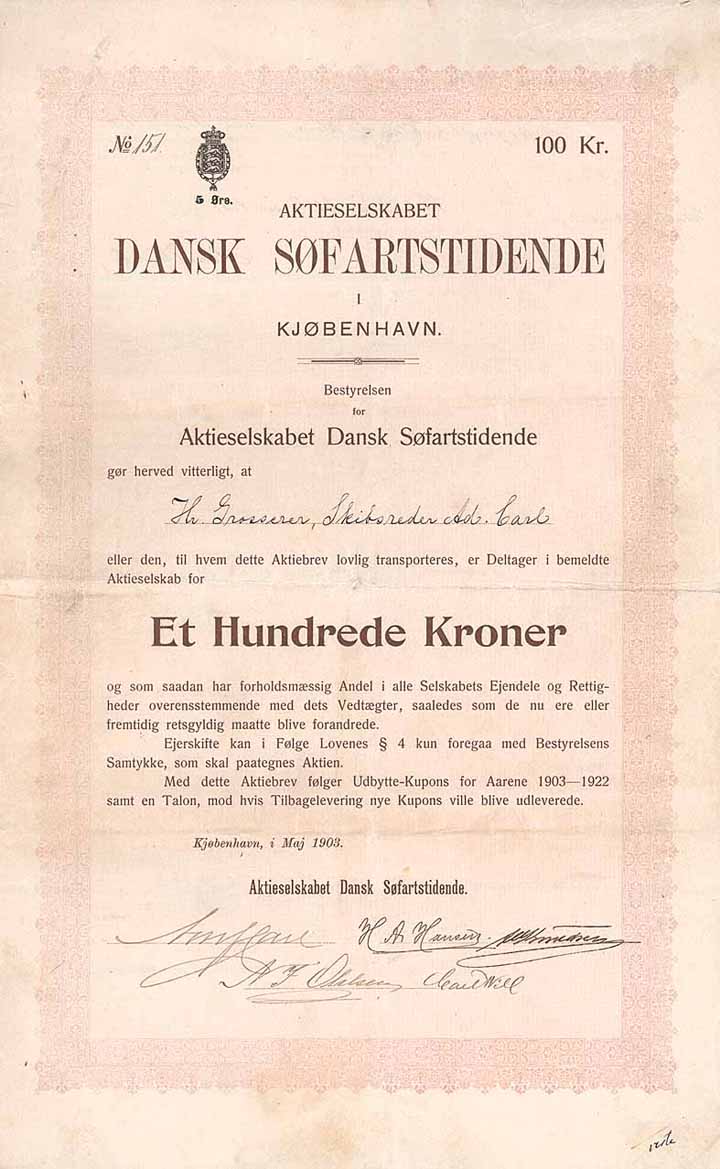 No 151. 100 Kr.
5 Øre.
AKTIESELSKABET
DANSK SØFARTSTIDENDE
I
KJØBENHAVN.
Bestyrelsen
for
Aktieselskabet Dansk Søfartstidende
gør herved vitterligt, at
Hr. Grosserer, Skibsreder Ad. Carl
eller den, til hvem dette Aktiebrev lovlig transporteres, er Deltager i bemeldte
Aktieselskab for
Et Hundrede Kroner
og som saadan har forholdsmæssig Andel i alle Selskabets Ejendele og Rettig-
heder overensstemmende med dets Vedtægter, saaledes som de nu ere eller
fremtidig retsgyldig maatte blive forandrede.
Ejerskifte kan i Følge Lovenes § 4 kun foregaa med Bestyrelsens
Samtykke, som skal paategnes Aktien.
Med dette Aktiebrev følger Udbytte-Kupons for Aarene 1903—1922
samt en Talon, mod hvis Tilbagelevering nye Kupons ville blive udleverede.
Kjøbenhavn, i Maj 1903.
Aktieselskabet Dansk Søfartstidende.
H. A. Hansen.
A. F.